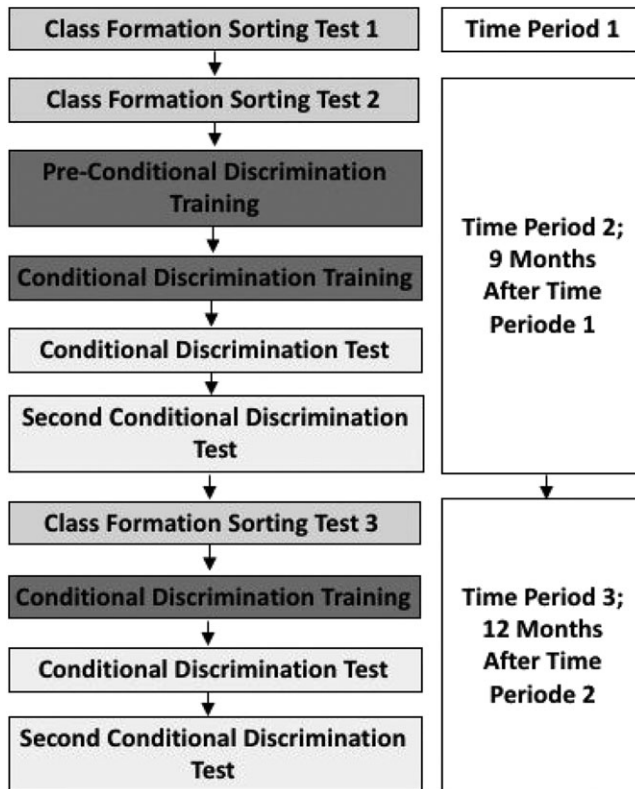 Class Formation Sorting Test 1
Time Period 1
Class Formation Sorting Test 2
Pre-Conditional Discrimination
Training
Conditional Discrimination Training
Conditional Discrimination Test
Second Conditional Discrimination
Test
Time Period 2;
9 Months
After Time
Periode 1
Class Formation Sorting Test 3
Conditional Discrimination Training
Conditional Discrimination Test
Second Conditional Discrimination
Test
Time Period 3;
12 Months
After Time
Periode 2